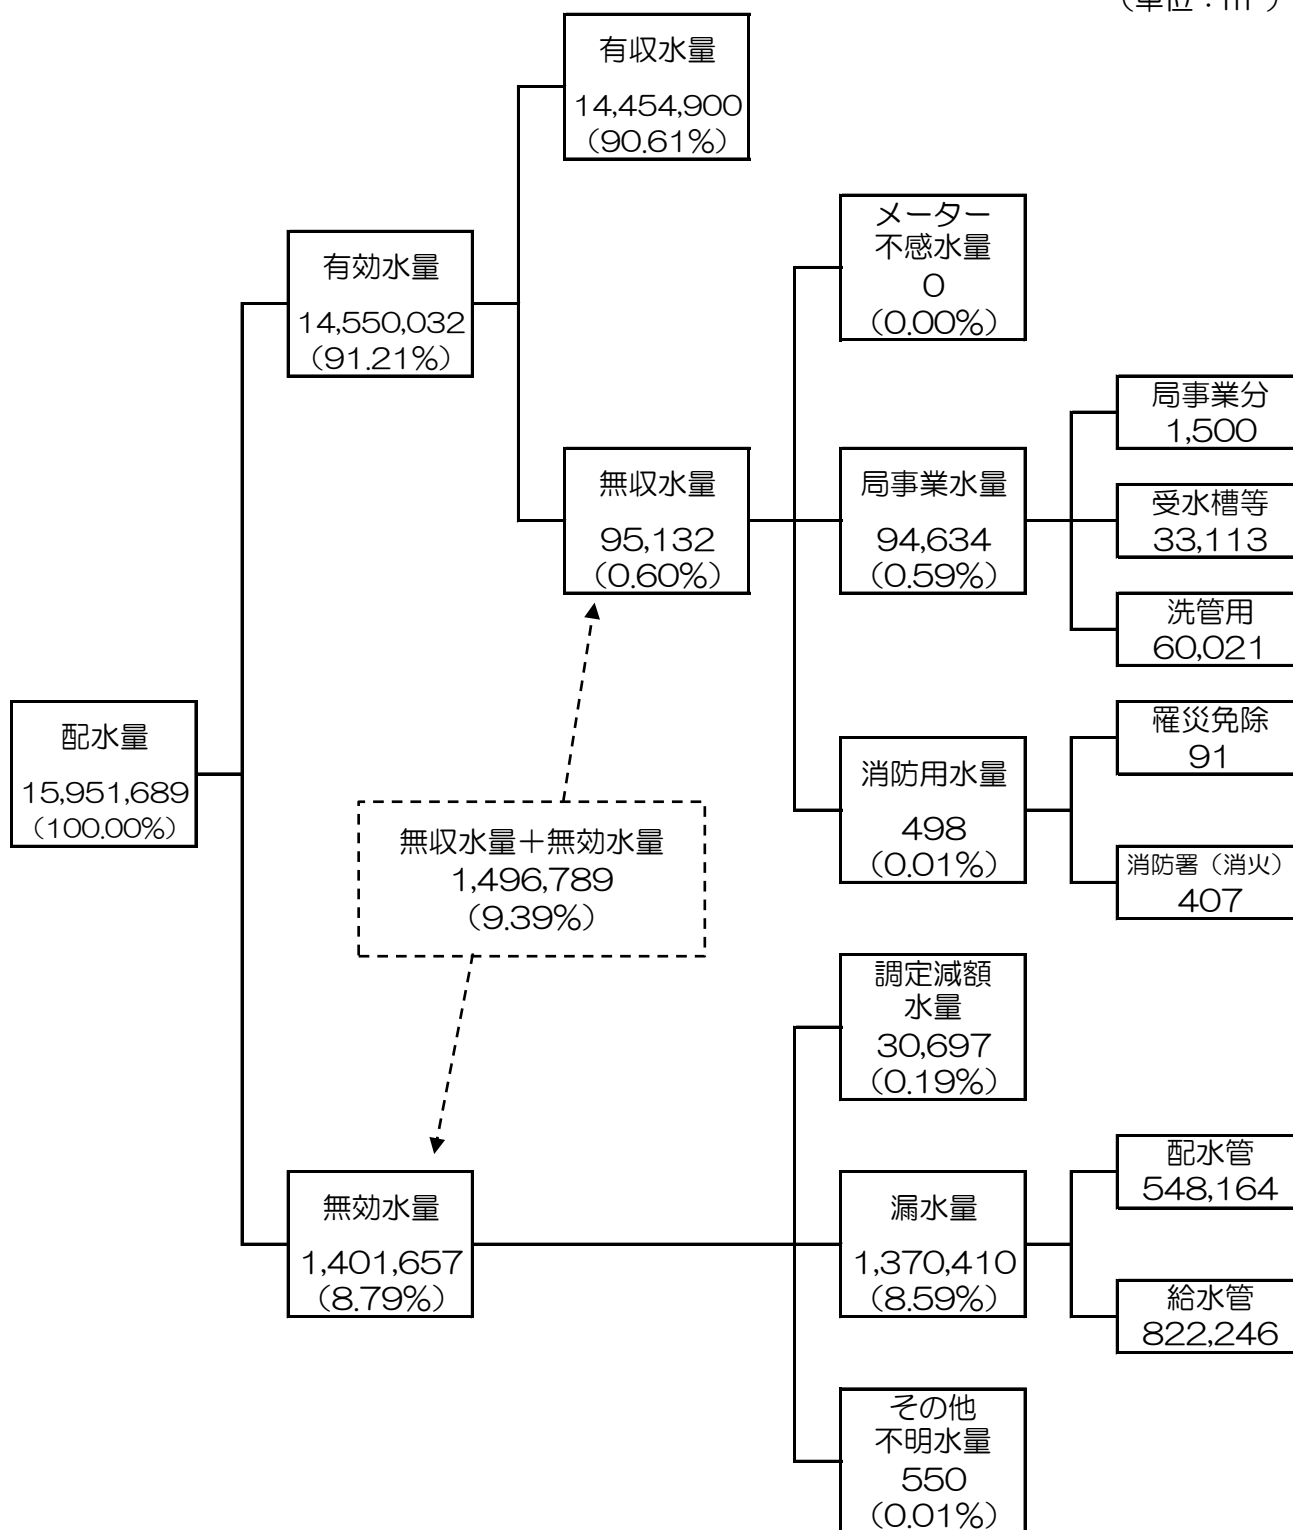 （単位：m³）
有収水量
14,454,900
（90.61%）
メーター
不感水量
0
（0.00%）
有効水量
14,550,032
（91.21%）
局事業分
1,500
無収水量
95,132
（0.60%）
局事業水量
94,634
（0.59%）
受水槽等
33,113
洗管用
60,021
配水量
15,951,689
（100.00%）
罹災免除
91
消防用水量
498
（0.01%）
無収水量＋無効水量
1,496,789
（9.39%）
消防署（消火）
407
調定減額
水量
30,697
（0.19%）
配水管
548,164
無効水量
1,401,657
（8.79%）
漏水量
1,370,410
（8.59%）
給水管
822,246
その他
不明水量
550
（0.01%）